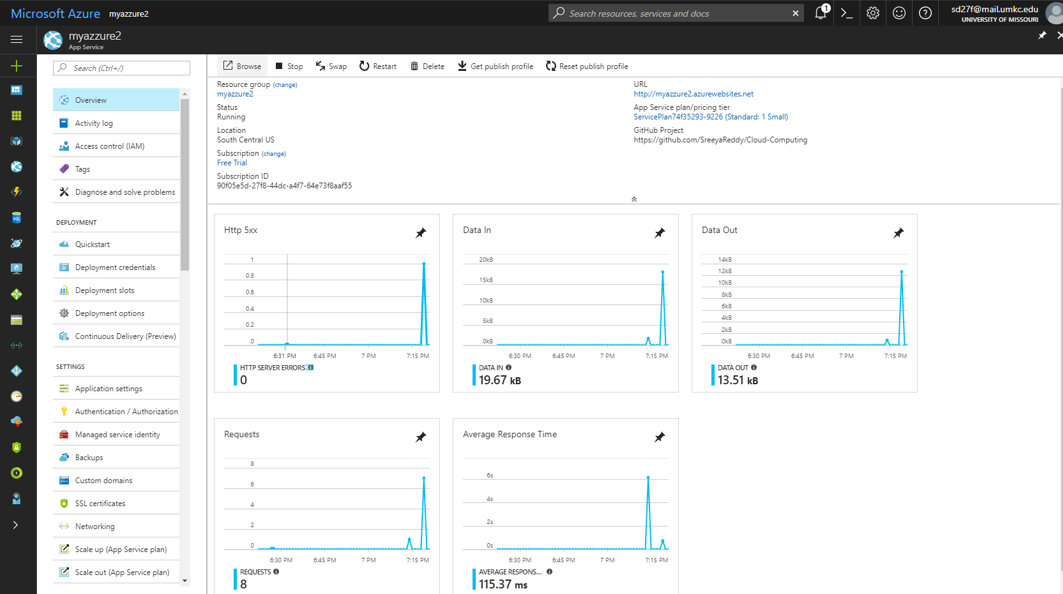 Microsoft Azure myazzure2
Search resources, services and docs
1
sd27f@mail.umkc.edu
UNIVERSITY OF MISSOURI
myazzure2
App Service
Search (Ctrl+/)
Overview
Activity log
Access control (IAM)
Tags
Diagnose and solve problems
DEPLOYMENT
Quickstart
Deployment credentials
Deployment slots
Deployment options
Continuous Delivery (Preview)
SETTINGS
Application settings
Authentication / Authorization
Managed service identity
Backups
Custom domains
SSL certificates
Networking
Scale up (App Service plan)
Scale out (App Service plan)
Browse Stop Swap Restart Delete Get publish profile Reset publish profile
Resource group (change)
myazzure2
Status
Running
Location
South Central US
Subscription (change)
Free Trial
Subscription ID
90f05e5d-27f8-44dc-a4f7-64e73f8aaf55
URL
http://myazzure2.azurewebsites.net
App Service plan/pricing tier
ServicePlan74f35293-9226 (Standard: 1 Small)
GitHub Project
https://github.com/SreeyaReddy/Cloud-Computing
Http 5xx
1
0.8
0.6
0.4
0.2
0
6:31 PM 6:45 PM 7 PM 7:15 PM
HTTP SERVER ERRORS
0
Data In
20kB
15kB
10kB
5kB
0kB
6:30 PM 6:45 PM 7 PM 7:15 PM
DATA IN
19.67 kB
Data Out
14kB
12kB
10kB
8kB
6kB
4kB
2kB
0kB
6:30 PM 6:45 PM 7 PM 7:15 PM
DATA OUT
13.51 kB
Requests
8
6
4
2
0
6:30 PM 6:45 PM 7 PM 7:15 PM
REQUESTS
8
Average Response Time
6s
4s
2s
0s
6:30 PM 6:45 PM 7 PM 7:15 PM
AVERAGE RESPONS...
115.37 ms